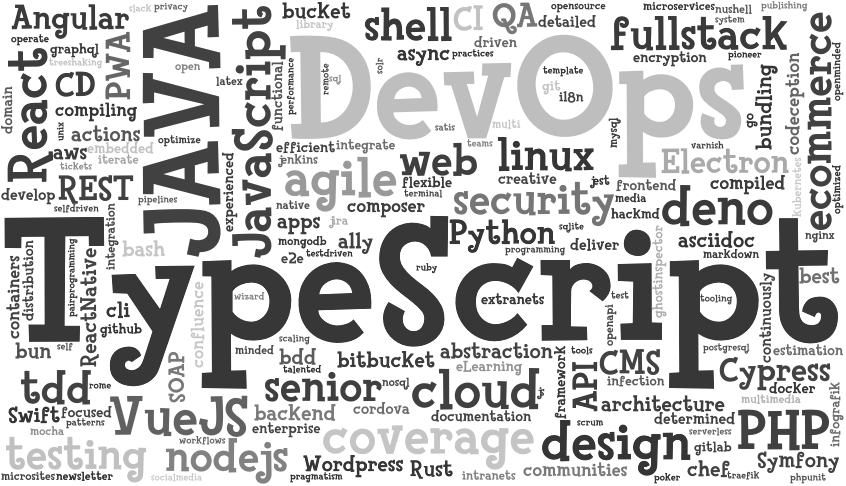 slack privacy
Angular
operate
graphql
treeshaking
React
domain
CD
PWA
compiling
unix
actions
aws
embedded
iterate
tickets
develop
REST
selfdriven
JAVA
open
optimize
pipelines
latex
JavaScript
experienced
functional
bucket
library
performance
remote
sql
solr
shell
CI
QA
async
practices
driven
opensource
detailed
DevOps
template
git
i18n
satis
multi
teams
mysql
microservices
nushell
system
publishing
fullstack
pioneer
encryption
ecommerce
openminded
bundling
go
codeception
varnish
Electron
kubernetes
optimized
efficient
integrate
jenkins
agile
web
linux
flexible
creative
jest
terminal
frontend
compiled
media
native
composer
security
hackmd
deno
apps
jra
sqlite
nginx
mongodb
ally
Python
deliver
asciidoc
e2e
testdriven
programming
markdown
TypeScript
integration
bash
containers
distribution
pairprogramming
ReactNative
cli
github
confluence
wizard
ruby
extranets
test
openapi
ghostinspector
tooling
continuously
best
bun
self
minded
scaling
bdd
talented
bitbucket
abstraction
eLearning
framework
tools
CMS
postgresql
estimation
tdd
rome
SOAP
senior
nosql
cloud
jr
API
infection
Cypress
docker
Swift
focused
patterns
VueJS
backend
cordova
documentation
architecture
multimedia
infografik
mocha
workflows
enterprise
scrum
determined
serverless
PHP
testing
nodejs
coverage
design
gitlab
Symfony
microsites
newsletter
socialmedia
Wordpress
pragmatism
Rust
intranets
communities
poker
chef
traefik
phpunit